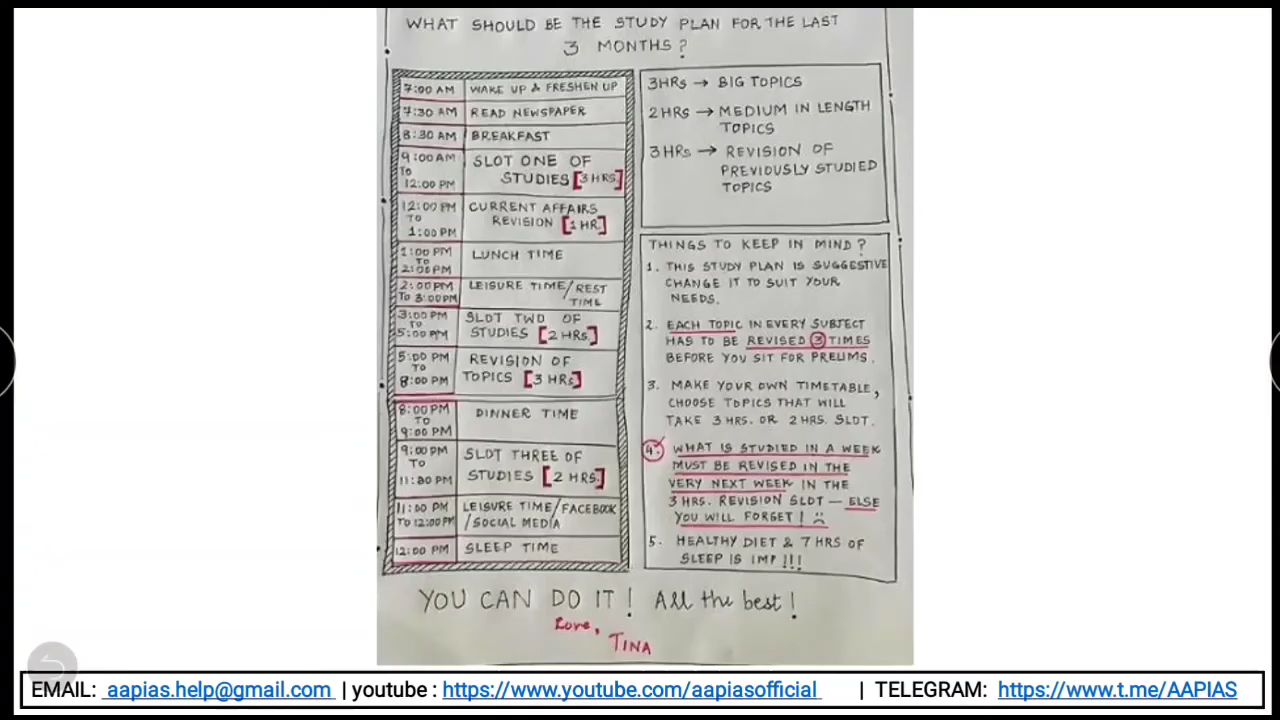 WHAT SHOULD BE THE STUDY PLAN FOR THE LAST
3 MONTHS?
7:00 AM WAKE UP & FRESHEN UP
7:30 AM READ NEWSPAPER
8:30 AM BREAKFAST
9:00 AM
TO
12:00 PM
SLOT ONE OF
STUDIES [3 HRS.]
12:00 PM
TO
1:00 PM
CURRENT AFFAIRS
REVISION [1 HR.]
1:00 PM
TO
2:00 PM
LUNCH TIME
2:00 PM
TO 3:00 PM
LEISURE TIME/REST
TIME
3:00 PM
TO
5:00 PM
SLOT TWO OF
STUDIES [2 HRS.]
5:00 PM
TO
8:00 PM
REVISION OF
TOPICS [3 HRS.]
8:00 PM
TO
9:00 PM
DINNER TIME
9:00 PM
TO
11:00 PM
SLOT THREE OF
STUDIES [2 HRS.]
11:00 PM
TO 12:00 PM
LEISURE TIME/FACEBOOK
/SOCIAL MEDIA
12:00 PM SLEEP TIME
3HRs → BIG TOPICS
2HRs → MEDIUM IN LENGTH
TOPICS
3HRs → REVISION OF
PREVIOUSLY STUDIED
TOPICS
THINGS TO KEEP IN MIND?
1. THIS STUDY PLAN IS SUGGESTIVE
CHANGE IT TO SUIT YOUR
NEEDS.
2. EACH TOPIC IN EVERY SUBJECT
HAS TO BE REVISED 3 TIMES
BEFORE YOU SIT FOR PRELIMS.
3. MAKE YOUR OWN TIMETABLE,
CHOOSE TOPICS THAT WILL
TAKE 3 HRS. OR 2 HRS. SLOT.
4. WHAT IS STUDIED IN A WEEK
MUST BE REVISED IN THE
VERY NEXT WEEK IN THE
3 HRS. REVISION SLOT — ELSE
YOU WILL FORGET! ☹
5. HEALTHY DIET & 7 HRS OF
SLEEP IS IMP!!!
YOU CAN DO IT! All the best!
Love,
TINA
EMAIL: aapias.help@gmail.com | youtube : https://www.youtube.com/aapiasofficial | TELEGRAM: https://www.t.me/AAPIAS